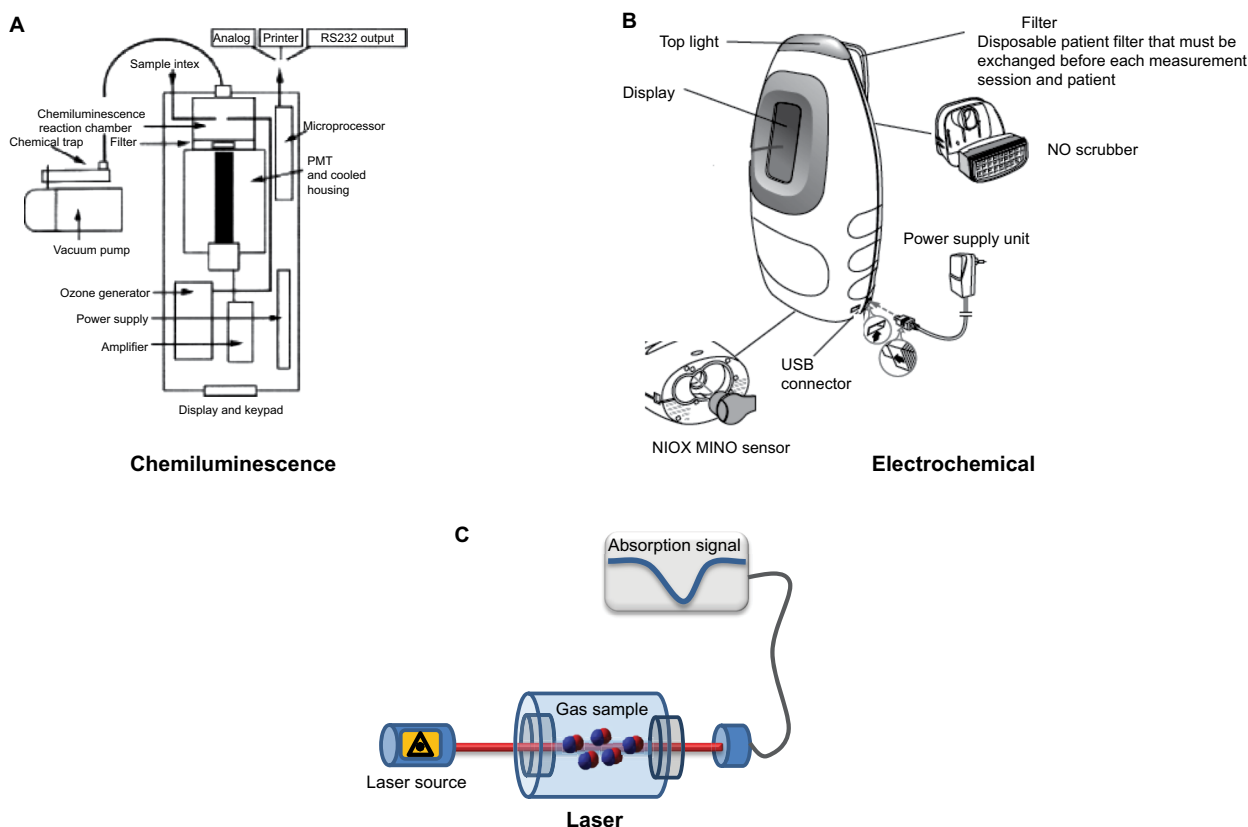 A
Analog
Printer
RS232 output
Sample intex
Chemiluminescence
reaction chamber
Chemical trap
Filter
Microprocessor
PMT
and cooled
housing
Vacuum pump
Ozone generator
Power supply
Amplifier
Display and keypad
Chemiluminescence
B
Top light
Display
Filter
Disposable patient filter that must be
exchanged before each measurement
session and patient
NO scrubber
Power supply unit
USB
connector
NIOX MINO sensor
Electrochemical
C
Absorption signal
Gas sample
Laser source
Laser